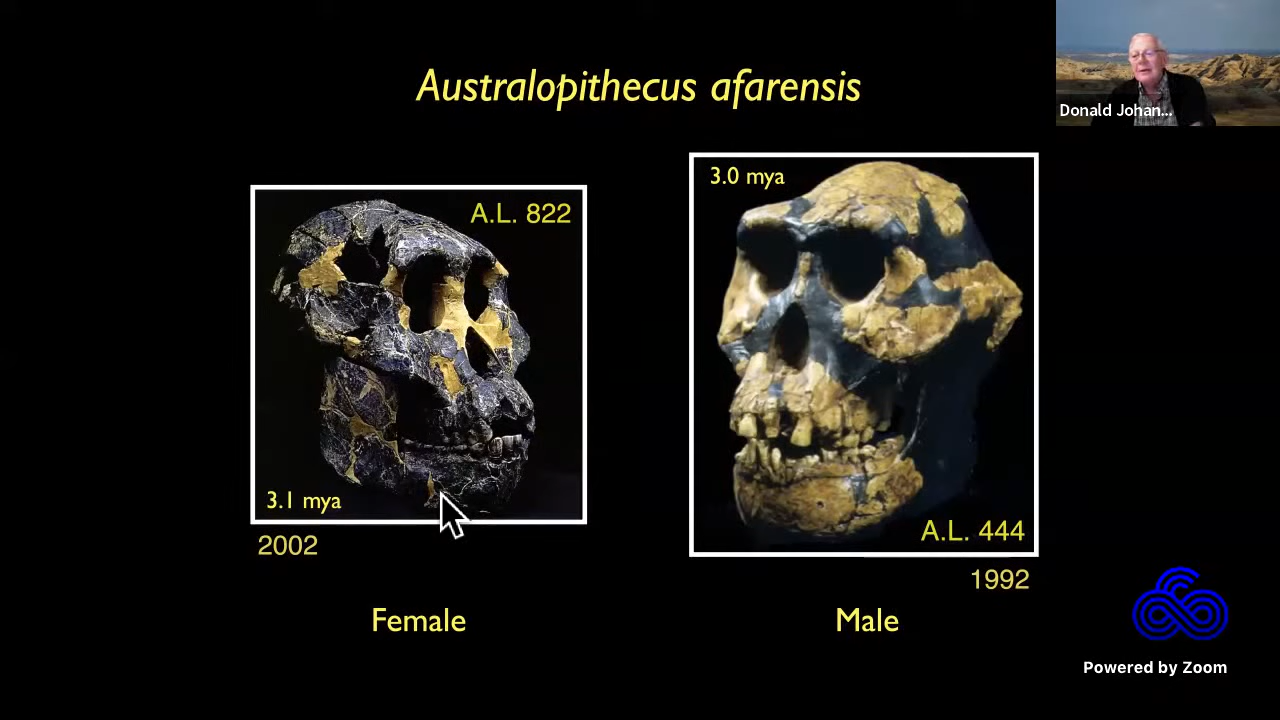 Australopithecus afarensis
Donald Johan...
A.L. 822
3.1 mya
2002
Female
3.0 mya
A.L. 444
1992
Male
Powered by Zoom